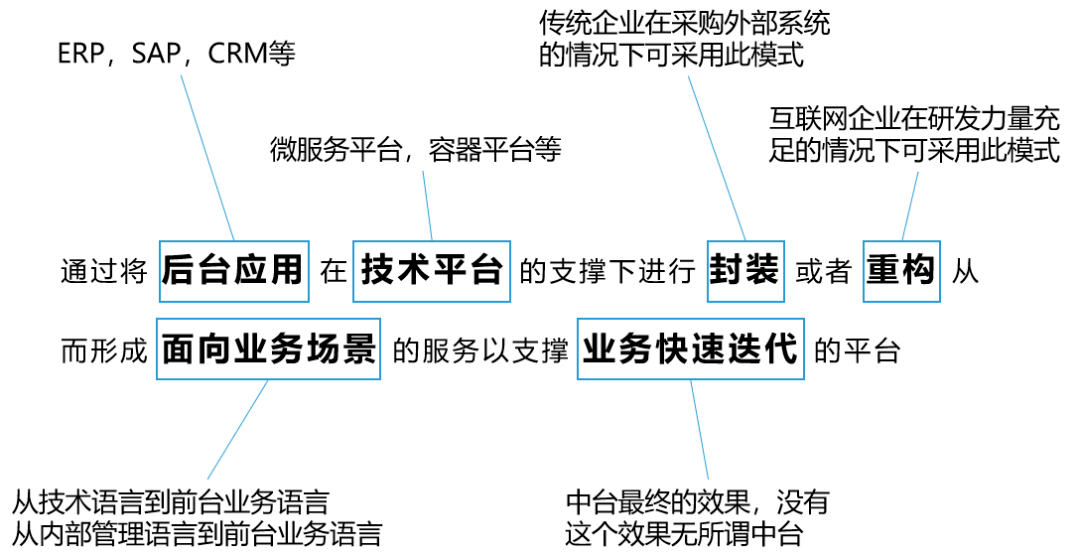 传统企业在采购外部系统
的情况下可采用此模式
ERP，SAP，CRM等
互联网企业在研发力量充
足的情况下可采用此模式
微服务平台，容器平台等
通过将 后台应用 在 技术平台 的支撑下进行 封装 或者 重构 从
而形成 面向业务场景 的服务以支撑 业务快速迭代 的平台
从技术语言到前台业务语言
从内部管理语言到前台业务语言
中台最终的效果，没有
这个效果无所谓中台